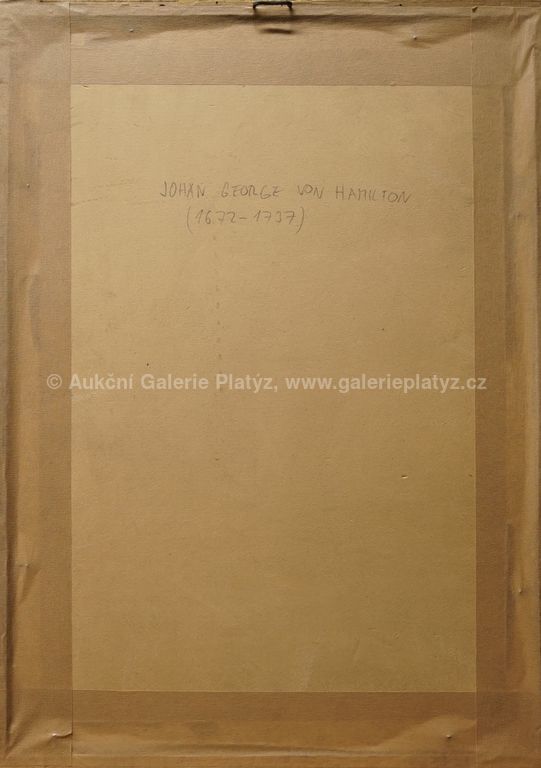 JOHAN GEORGE VON HAMILTON
(1672-1737)
© Aukční Galerie Platýz, www.galerieplatyz.cz